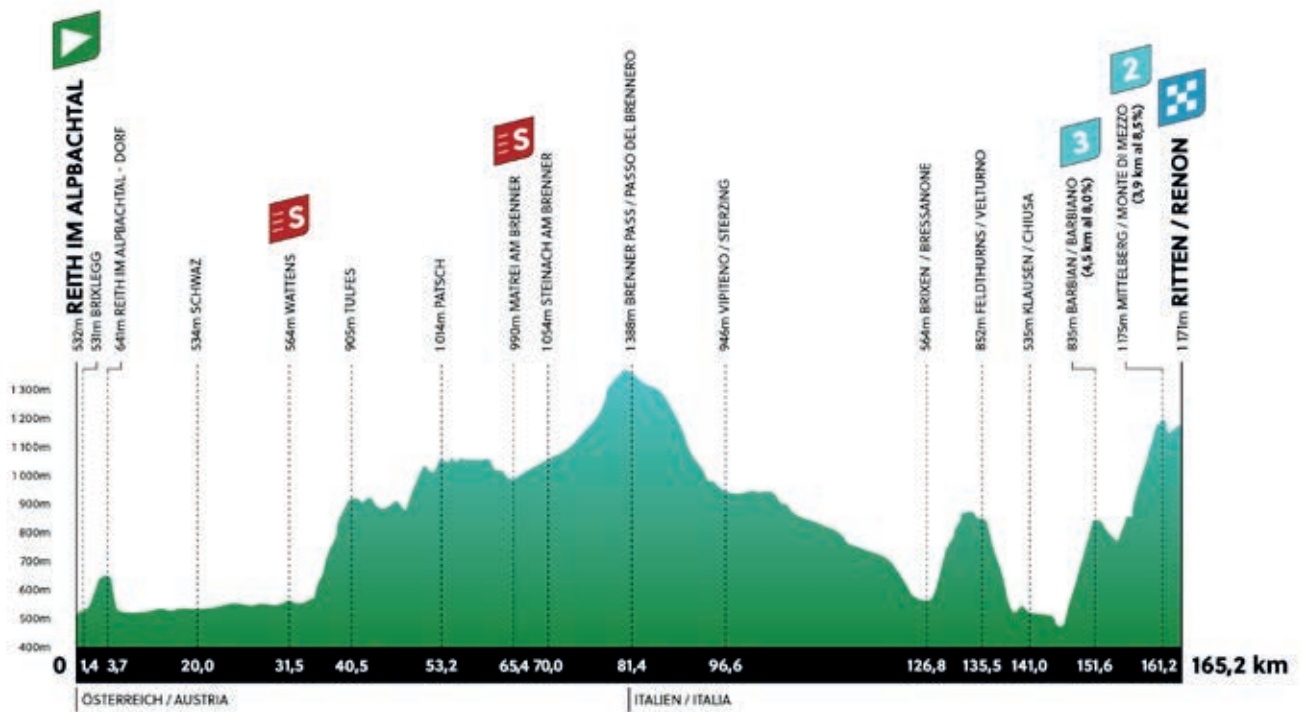 532m REITH IM ALPBACHTAL
531m BRIXLEGG
641m REITH IM ALPBACHTAL - DORF
534m SCHWAZ
564m WATTENS
S
905m TULFES
1 014m PATSCH
990m MATREI AM BRENNER
S
1 054m STEINACH AM BRENNER
1 388m BRENNER PASS / PASSO DEL BRENNERO
946m VIPITENO / STERZING
564m BRIXEN / BRESSANONE
852m FELDTHURNS / VELTURNO
535m KLAUSEN / CHIUSA
3
835m BARBIAN / BARBIANO
(4,5 km al 8,0%)
2
1 175m MITTELBERG / MONTE DI MEZZO
(3,9 km al 8,5%)
1 171m RITTEN / RENON
1 300m
1 200m
1 100m
1 000m
900m
800m
700m
600m
500m
400m
0 1,4 3,7 20,0 31,5 40,5 53,2 65,4 70,0 81,4 96,6 126,8 135,5 141,0 151,6 161,2 165,2 km
ÖSTERREICH / AUSTRIA
ITALIEN / ITALIA